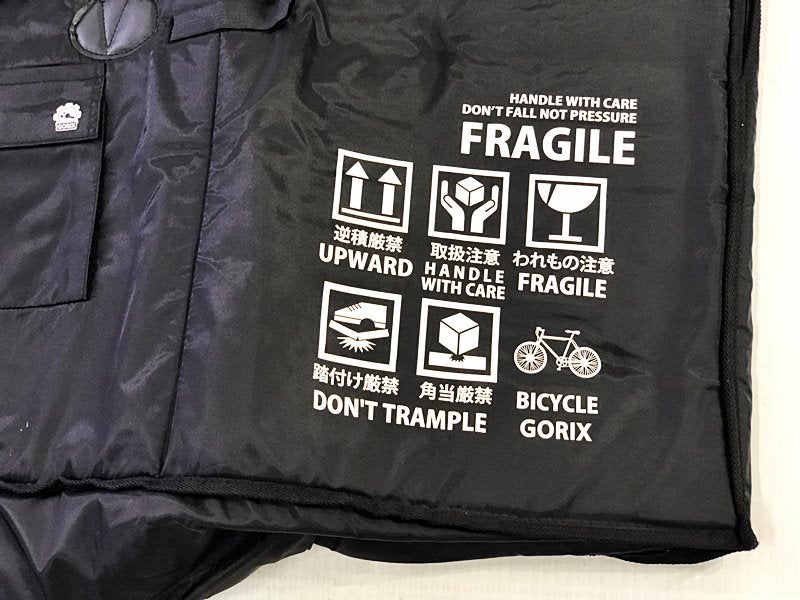 GORIX
HANDLE WITH CARE
DON'T FALL NOT PRESSURE
FRAGILE
逆積厳禁
UPWARD
取扱注意
HANDLE
WITH CARE
われもの注意
FRAGILE
踏付け厳禁
角当厳禁
DON'T TRAMPLE
BICYCLE
GORIX